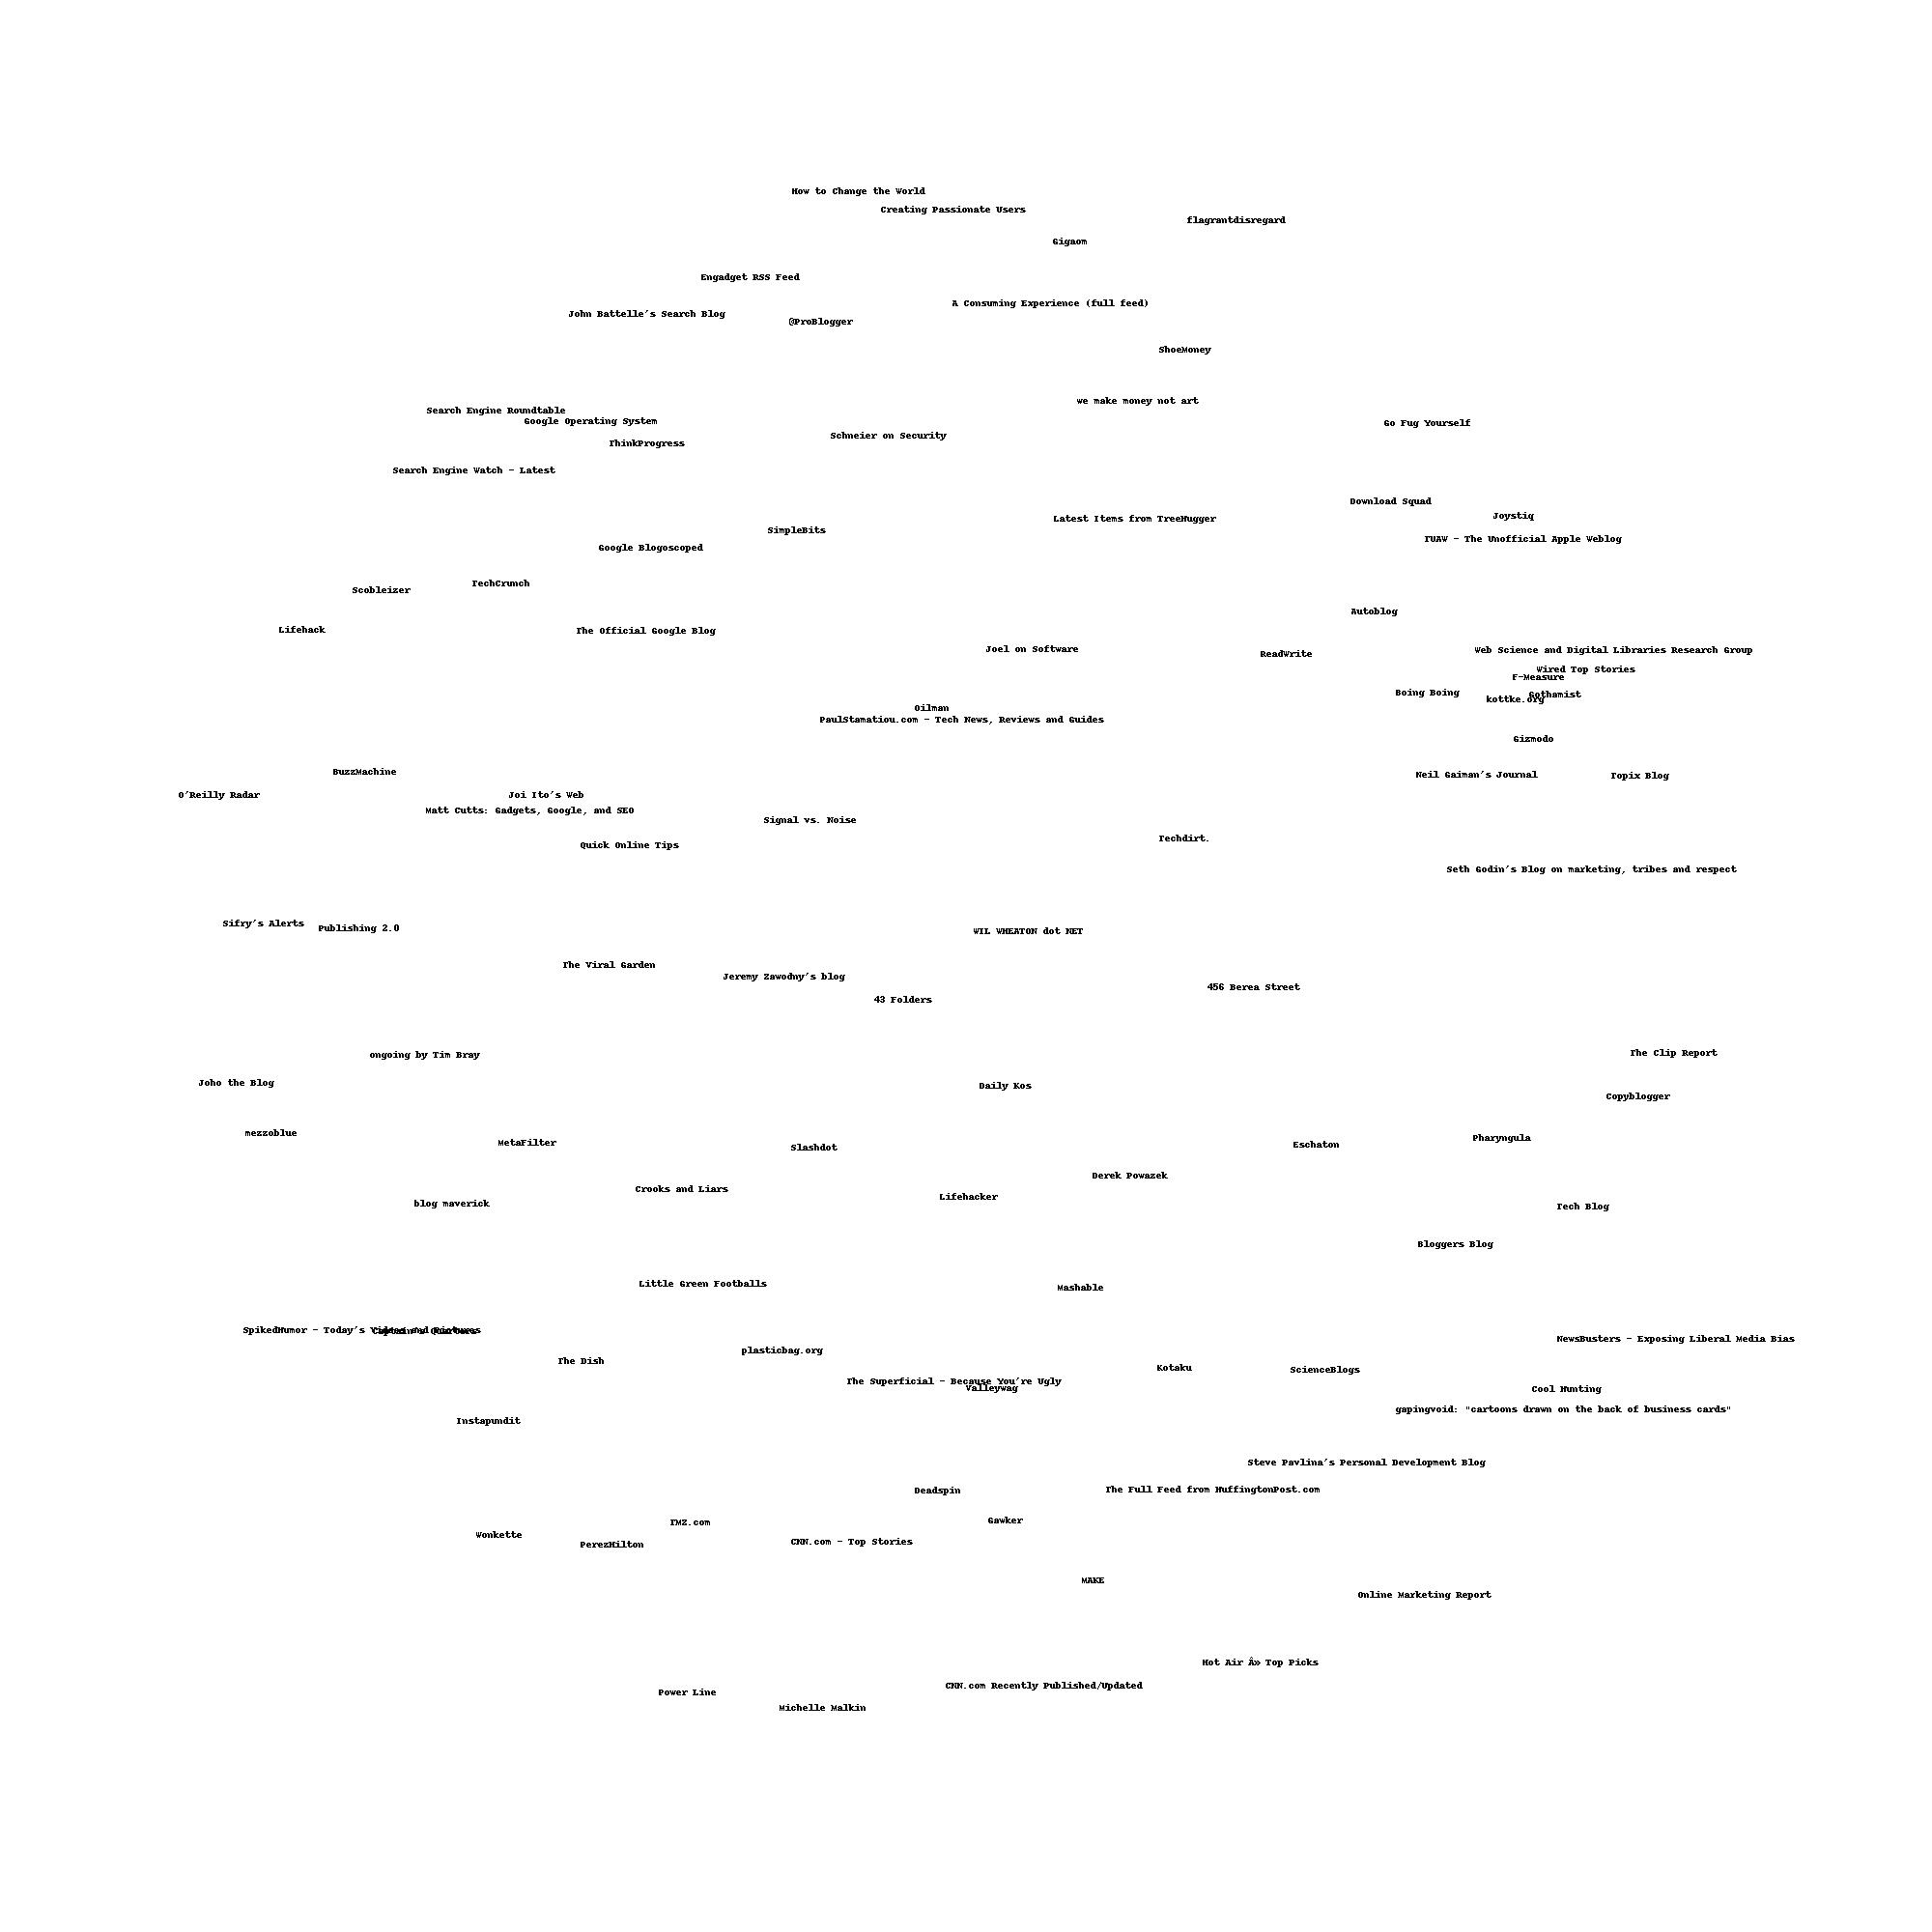 How to Change the World
Creating Passionate Users
flagrantdisregard
Gigaom
Engadget RSS Feed
A Consuming Experience (full feed)
John Battelle's Search Blog
@ProBlogger
ShoeMoney
we make money not art
Search Engine Roundtable
Google Operating System
Go Fug Yourself
Schneier on Security
ThinkProgress
Search Engine Watch - Latest
Download Squad
Joystiq
Latest Items from TreeHugger
SimpleBits
TUAW - The Unofficial Apple Weblog
Google Blogoscoped
TechCrunch
Scobleizer
Autoblog
Lifehack
The Official Google Blog
Joel on Software
Web Science and Digital Libraries Research Group
ReadWrite
Wired Top Stories
F-Measure
Boing Boing
Gothamist
kottke.org
Oilman
PaulStamatiou.com - Tech News, Reviews and Guides
Gizmodo
BuzzMachine
Neil Gaiman's Journal
Topix Blog
O'Reilly Radar
Joi Ito's Web
Matt Cutts: Gadgets, Google, and SEO
Signal vs. Noise
Techdirt.
Quick Online Tips
Seth Godin's Blog on marketing, tribes and respect
Sifry's Alerts
Publishing 2.0
WIL WHEATON dot NET
The Viral Garden
Jeremy Zawodny's blog
456 Berea Street
43 Folders
The Clip Report
ongoing by Tim Bray
Joho the Blog
Daily Kos
Copyblogger
mezzoblue
Pharyngula
MetaFilter
Eschaton
Slashdot
Derek Powazek
Crooks and Liars
Lifehacker
blog maverick
Tech Blog
Bloggers Blog
Little Green Footballs
Mashable
SpikedHumor - Today's Videos and Pictures
Captain's Quarters
NewsBusters - Exposing Liberal Media Bias
plasticbag.org
The Dish
Kotaku
ScienceBlogs
The Superficial - Because You're Ugly
Valleywag
Cool Hunting
gapingvoid: "cartoons drawn on the back of business cards"
Instapundit
Steve Pavlina's Personal Development Blog
The Full Feed from HuffingtonPost.com
Deadspin
Gawker
TMZ.com
Wonkette
CNN.com - Top Stories
PerezHilton
MAKE
Online Marketing Report
Hot Air Â» Top Picks
CNN.com Recently Published/Updated
Power Line
Michelle Malkin